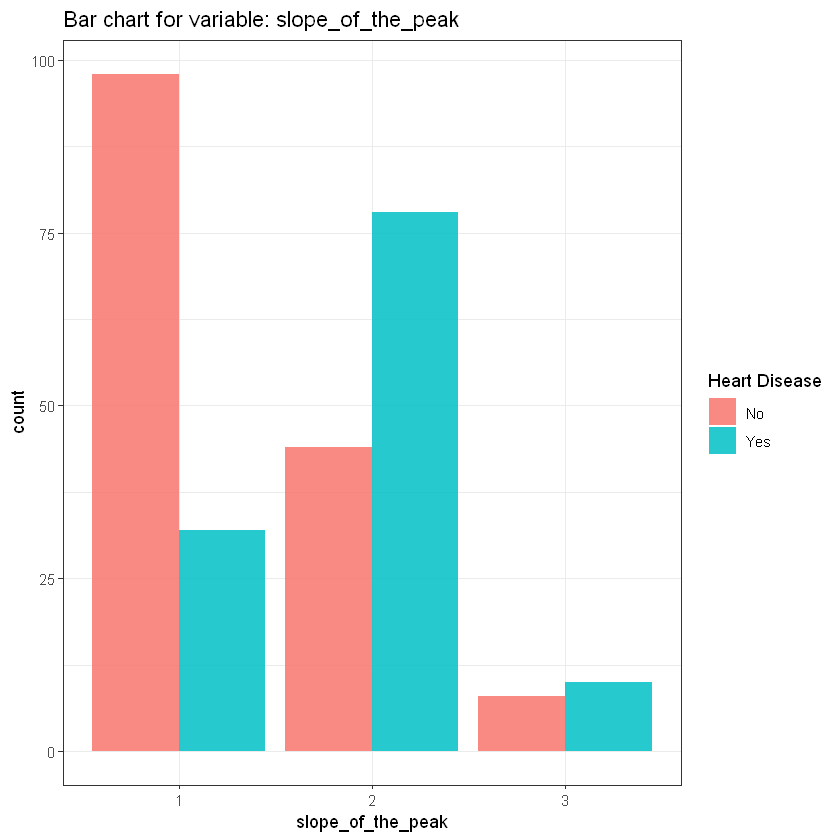 Bar chart for variable: slope_of_the_peak
100
75
50
25
0
count
1
2
3
slope_of_the_peak
Heart Disease
No
Yes